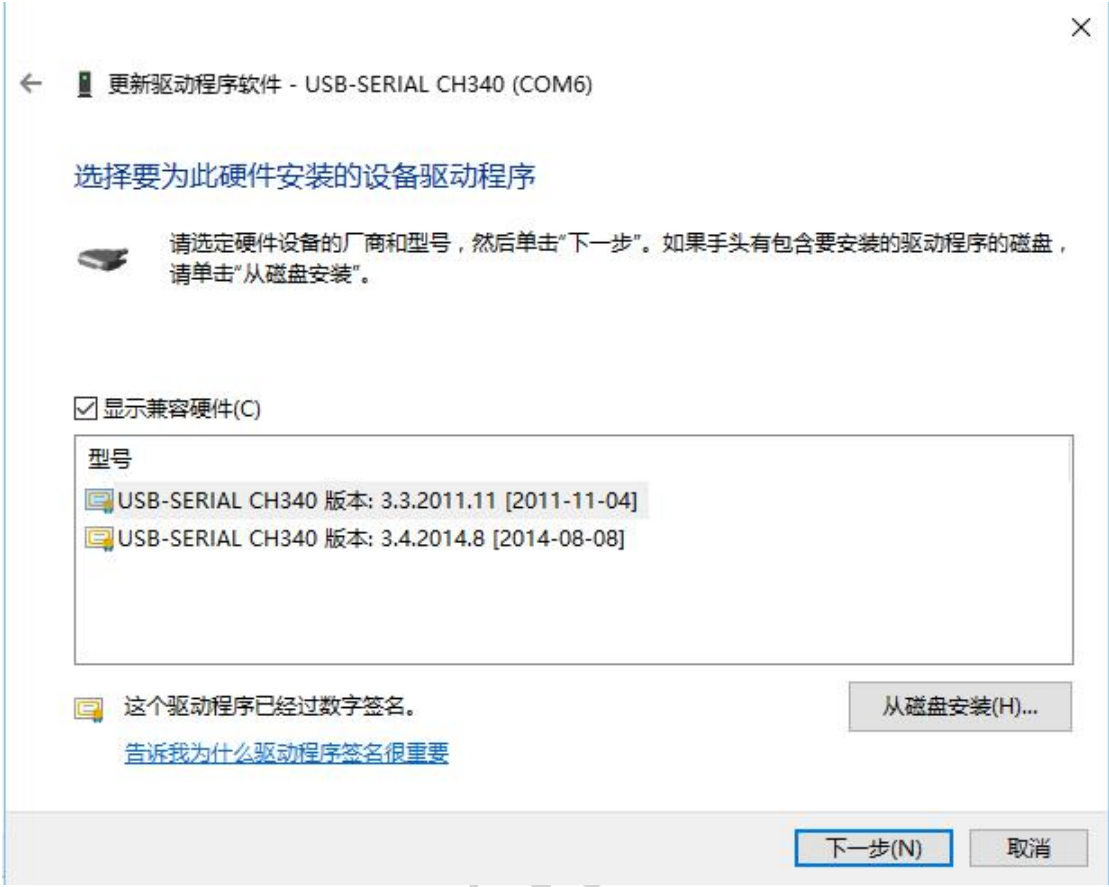 更新驱动程序软件 - USB-SERIAL CH340 (COM6)
选择要为此硬件安装的设备驱动程序
请选定硬件设备的厂商和型号，然后单击“下一步”。如果手头有包含要安装的驱动程序的磁盘，
请单击“从磁盘安装”。
显示兼容硬件(C)
型号
USB-SERIAL CH340 版本: 3.3.2011.11 [2011-11-04]
USB-SERIAL CH340 版本: 3.4.2014.8 [2014-08-08]
这个驱动程序已经过数字签名。
从磁盘安装(H)...
告诉我为什么驱动程序签名很重要
下一步(N)
取消